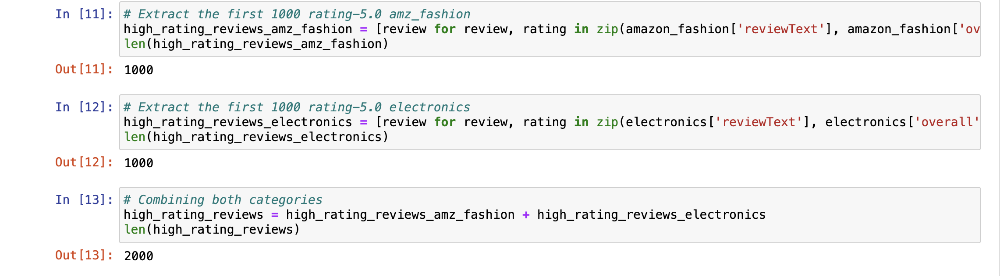 In [11]: # Extract the first 1000 rating-5.0 amz_fashion
high_rating_reviews_amz_fashion = [review for review, rating in zip(amazon_fashion['reviewText'], amazon_fashion['ov
len(high_rating_reviews_amz_fashion)
Out[11]: 1000
In [12]: # Extract the first 1000 rating-5.0 electronics
high_rating_reviews_electronics = [review for review, rating in zip(electronics['reviewText'], electronics['overall'
len(high_rating_reviews_electronics)
Out[12]: 1000
In [13]: # Combining both categories
high_rating_reviews = high_rating_reviews_amz_fashion + high_rating_reviews_electronics
len(high_rating_reviews)
Out[13]: 2000